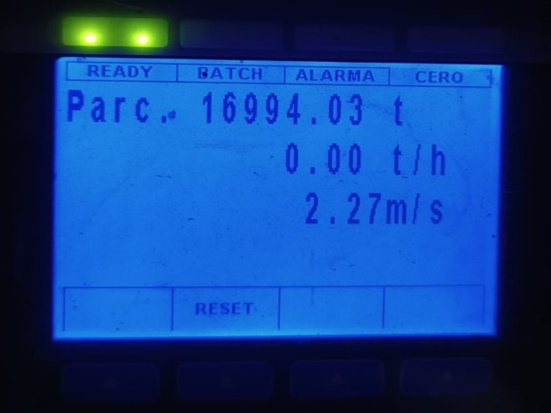 READY BATCH ALARMA CERO
Parc. 16994.03 t
0.00 t/h
2.27m/s
RESET